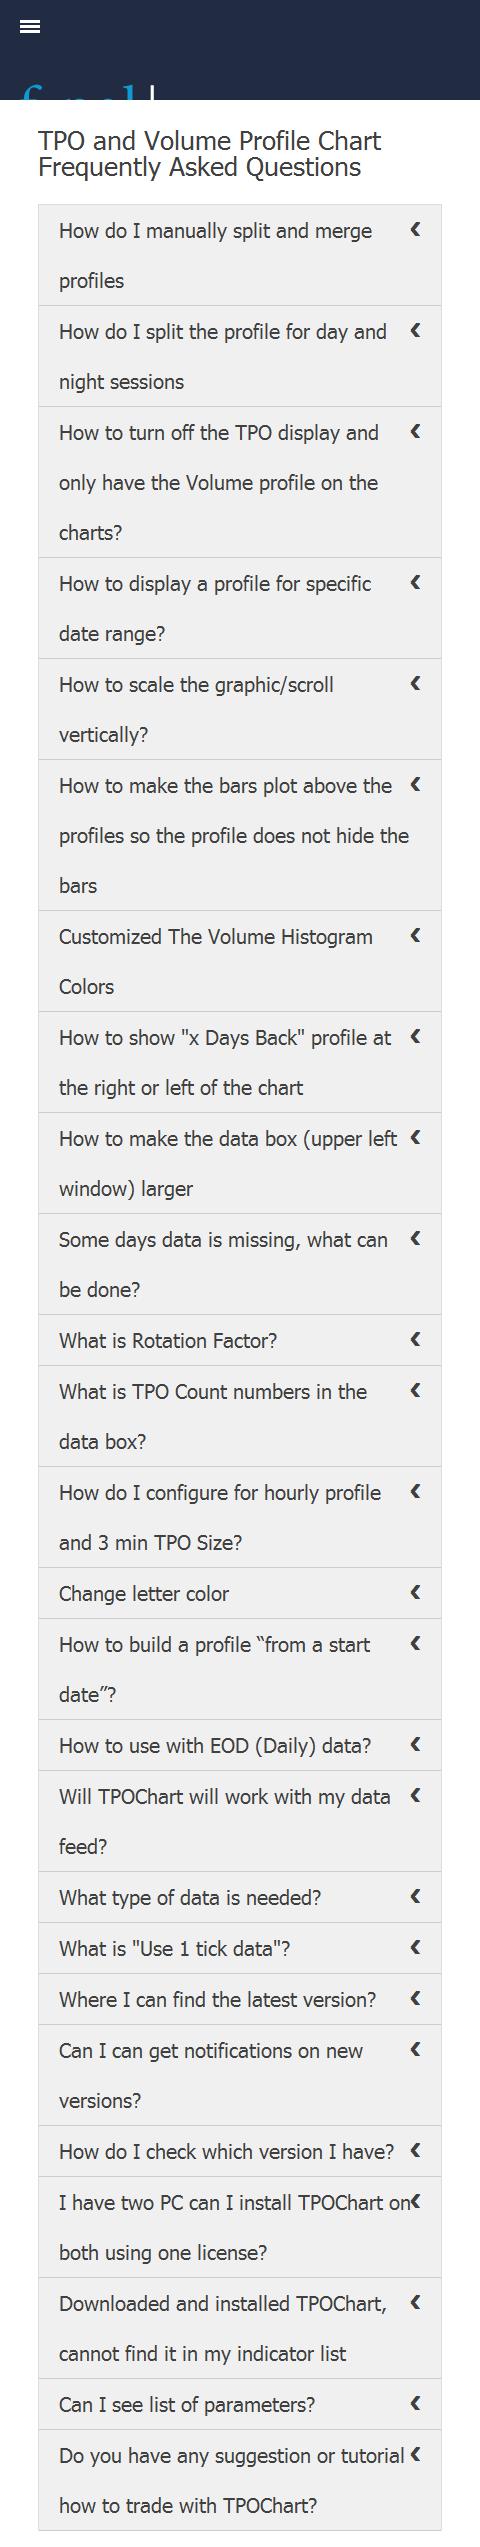 TPO and Volume Profile Chart
Frequently Asked Questions
How do I manually split and merge
profiles
How do I split the profile for day and
night sessions
How to turn off the TPO display and
only have the Volume profile on the
charts?
How to display a profile for specific
date range?
How to scale the graphic/scroll
vertically?
How to make the bars plot above the
profiles so the profile does not hide the
bars
Customized The Volume Histogram
Colors
How to show "x Days Back" profile at
the right or left of the chart
How to make the data box (upper left
window) larger
Some days data is missing, what can
be done?
What is Rotation Factor?
What is TPO Count numbers in the
data box?
How do I configure for hourly profile
and 3 min TPO Size?
Change letter color
How to build a profile “from a start
date”?
How to use with EOD (Daily) data?
Will TPOChart will work with my data
feed?
What type of data is needed?
What is "Use 1 tick data"?
Where I can find the latest version?
Can I can get notifications on new
versions?
How do I check which version I have?
I have two PC can I install TPOChart on
both using one license?
Downloaded and installed TPOChart,
cannot find it in my indicator list
Can I see list of parameters?
Do you have any suggestion or tutorial
how to trade with TPOChart?